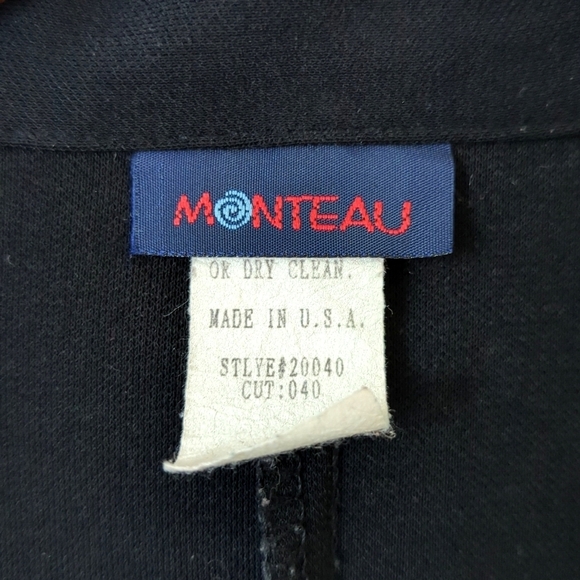 MONTEAU
OR DRY CLEAN.
MADE IN U.S.A.
STLYE#20040
CUT:040